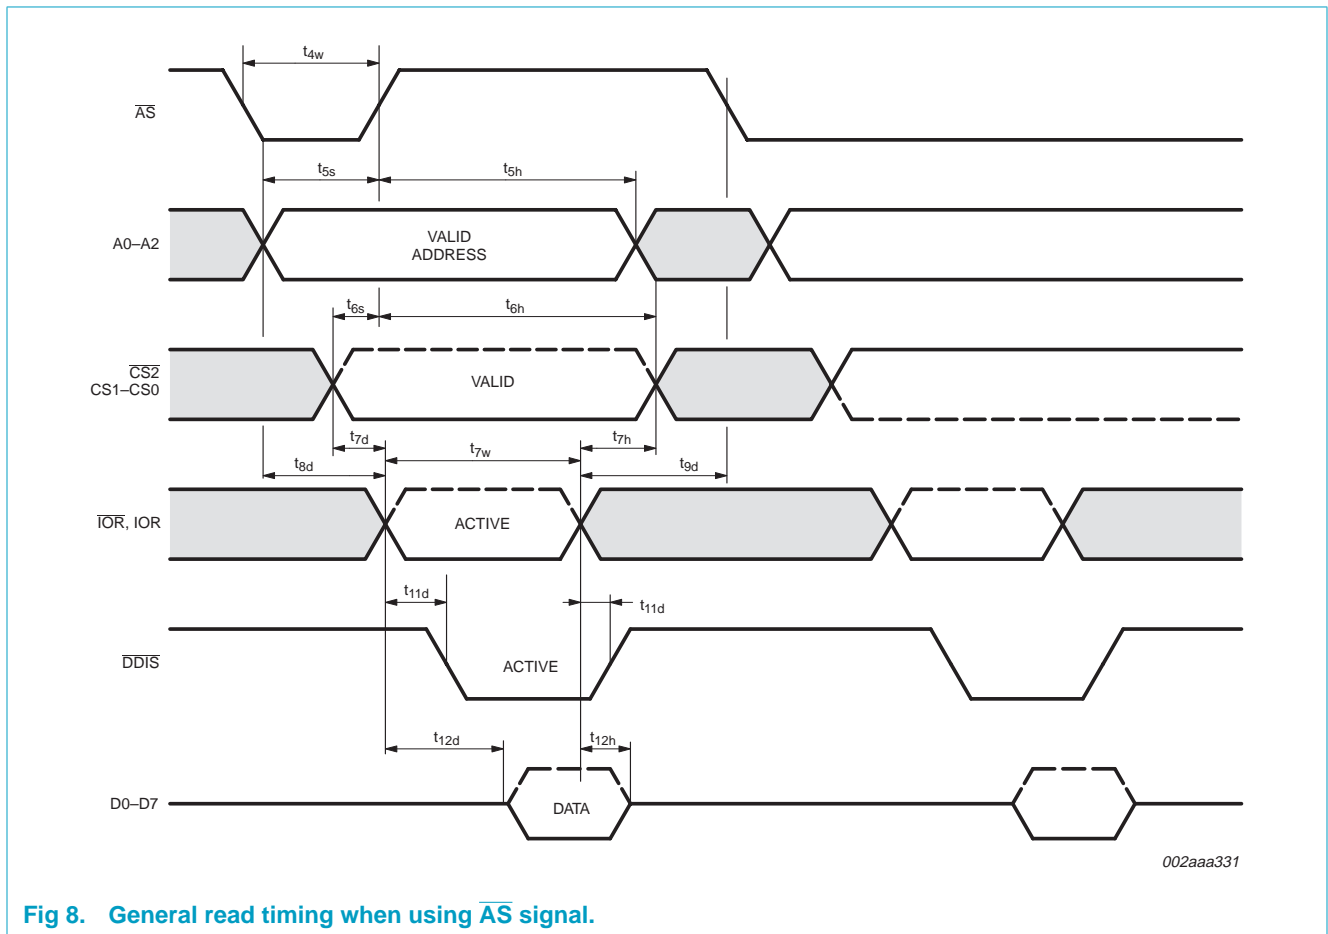 t4w
AS
t5s
t5h
A0–A2
VALID
ADDRESS
t6s
t6h
CS2
CS1–CS0
VALID
t7d
t7w
t7h
t8d
t9d
IOR, IOR
ACTIVE
t11d
t11d
DDIS
ACTIVE
t12d
t12h
D0–D7
DATA
002aaa331
Fig 8. General read timing when using AS signal.